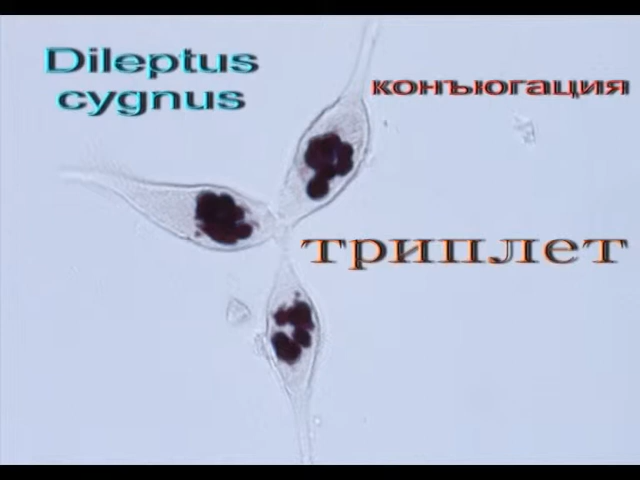 Dileptus
cygnus
конъюгация
триплет